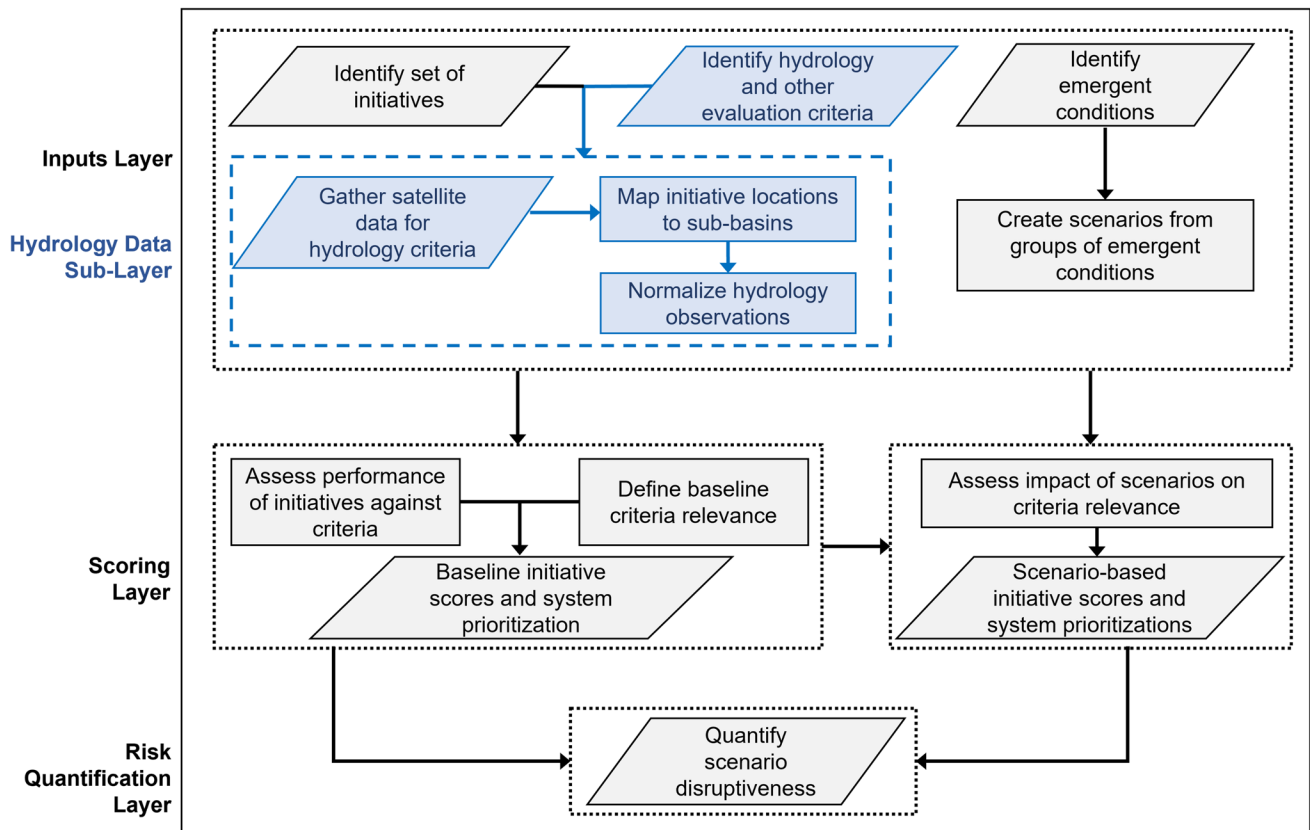 Identify set of
initiatives
Identify hydrology
and other
evaluation criteria
Identify
emergent
conditions
Inputs Layer
Hydrology Data
Sub-Layer
Gather satellite
data for
hydrology criteria
Map initiative locations
to sub-basins
Normalize hydrology
observations
Create scenarios from
groups of emergent
conditions
Scoring
Layer
Assess performance
of initiatives against
criteria
Define baseline
criteria relevance
Baseline initiative
scores and system
prioritization
Assess impact of scenarios on
criteria relevance
Scenario-based
initiative scores and
system prioritizations
Risk
Quantification
Layer
Quantify
scenario
disruptiveness